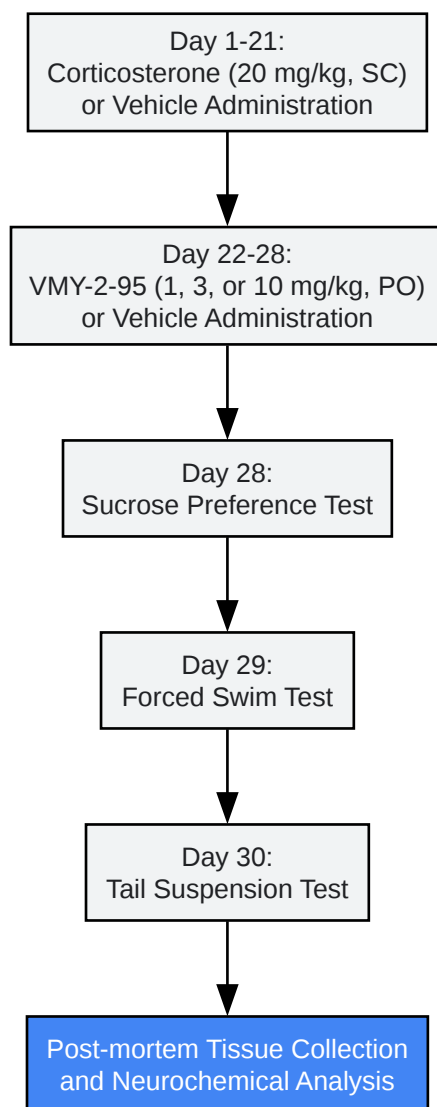 Day 1-21:
Corticosterone (20 mg/kg, SC)
or Vehicle Administration
Day 22-28:
VMY-2-95 (1, 3, or 10 mg/kg, PO)
or Vehicle Administration
Day 28:
Sucrose Preference Test
Day 29:
Forced Swim Test
Day 30:
Tail Suspension Test
Post-mortem Tissue Collection
and Neurochemical Analysis